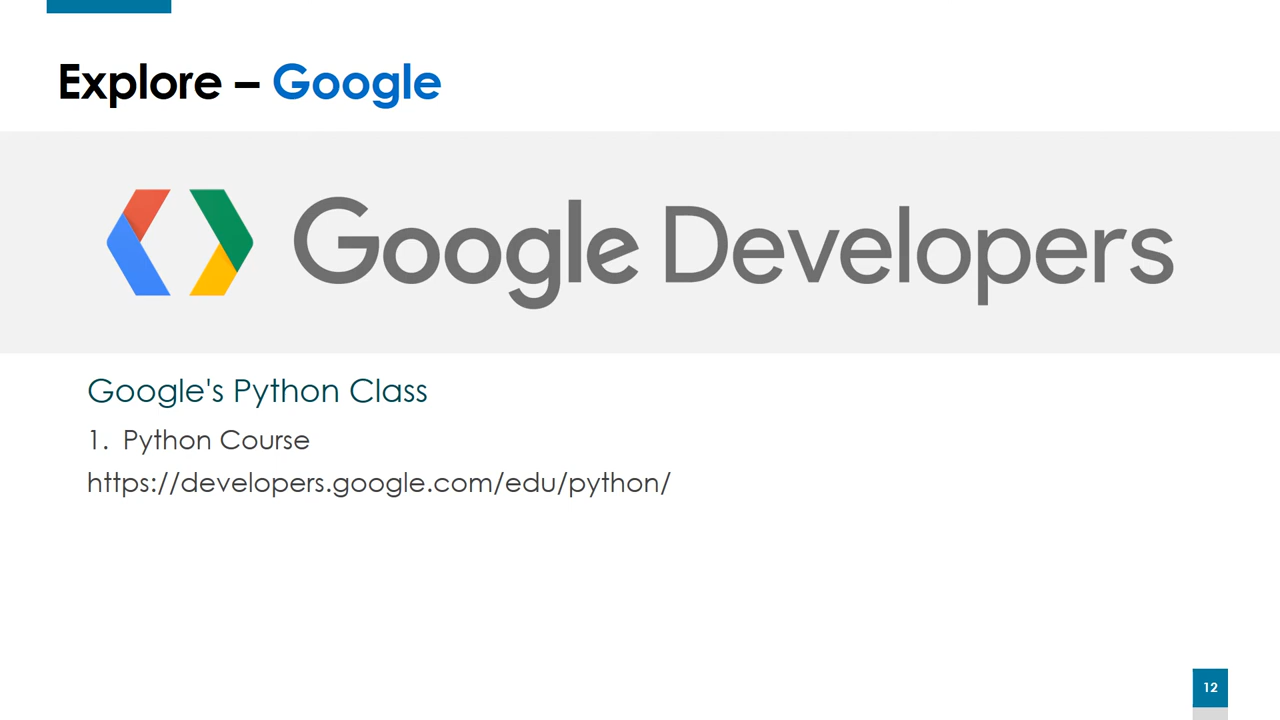 Explore – Google
Google Developers
Google's Python Class
1. Python Course
https://developers.google.com/edu/python/
12